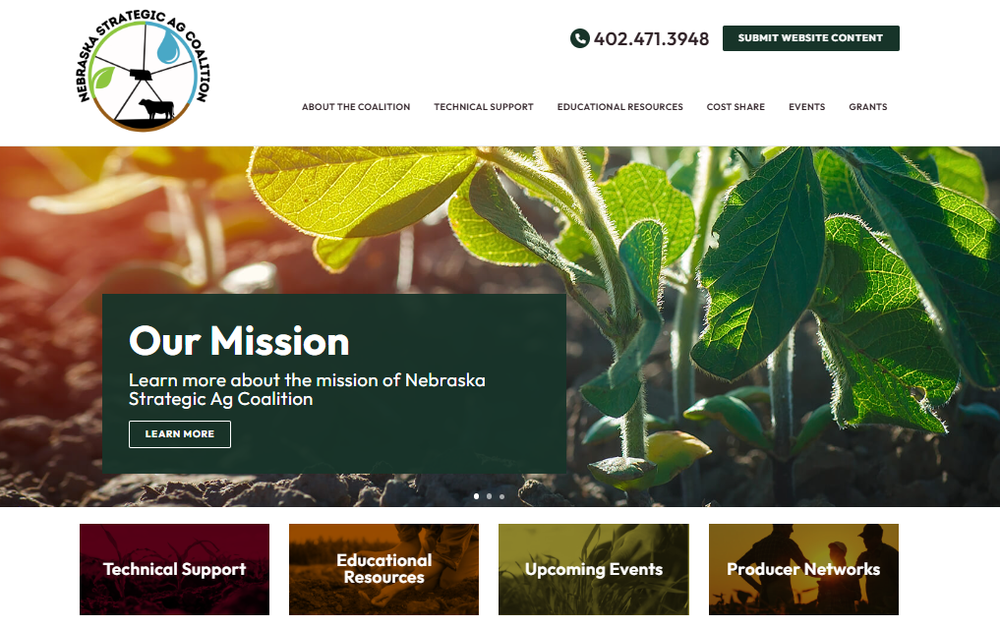 NEBRASKA STRATEGIC AG COALITION
402.471.3948
SUBMIT WEBSITE CONTENT
ABOUT THE COALITION
TECHNICAL SUPPORT
EDUCATIONAL RESOURCES
COST SHARE
EVENTS
GRANTS
Our Mission
Learn more about the mission of Nebraska
Strategic Ag Coalition
LEARN MORE
Technical Support
Educational
Resources
Upcoming Events
Producer Networks